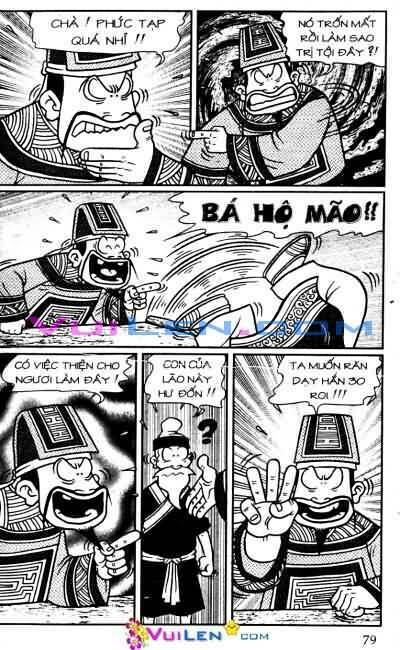 CHÀ! PHỨC TẠP
QUÁ NHỈ!!
NÓ TRỐN MẤT
RỒI LÀM SAO
TRỊ TỘI ĐÂY?!
BÁ HỘ MÃO!!
VUILEN.COM
CÓ VIỆC THIỆN CHO
NGƯƠI LÀM ĐÂY!
CON CỦA
LÃO NÀY
HƯ ĐỐN!!
?
TA MUỐN RĂN
DẠY HẮN 30
ROI!!!
79
VUILEN.COM